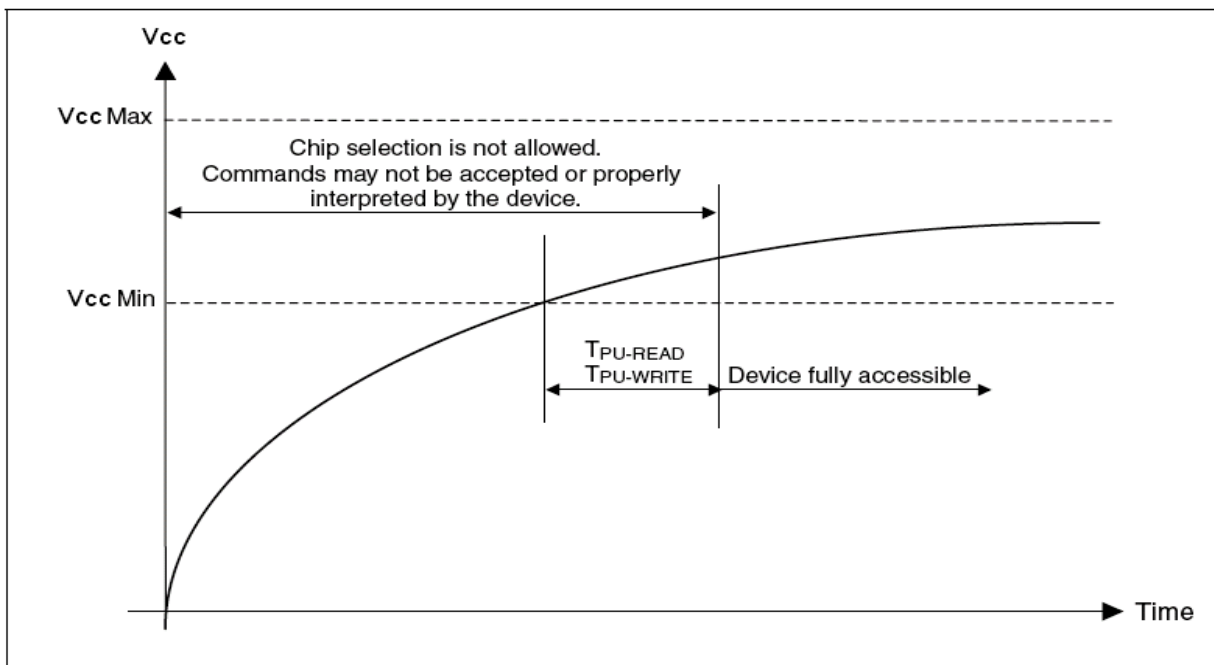 Vcc
Vcc Max
Chip selection is not allowed.
Commands may not be accepted or properly
interpreted by the device.
Vcc Min
TPU-READ
TPU-WRITE
Device fully accessible
Time